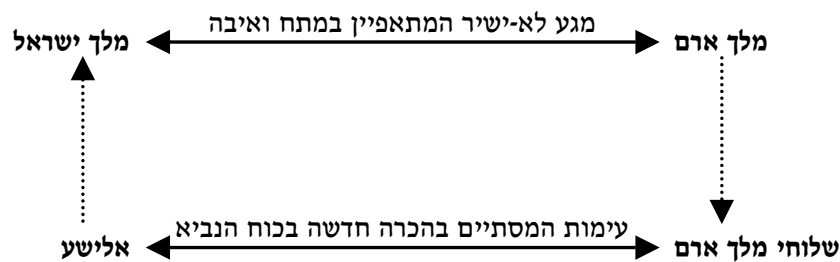 מגע לא-ישיר המתאפיין במתח ואיבה
מלך ארם
מלך ישראל
עימות המסתיים בהכרה חדשה בכוח הנביא
שלוחי מלך ארם
אלישע